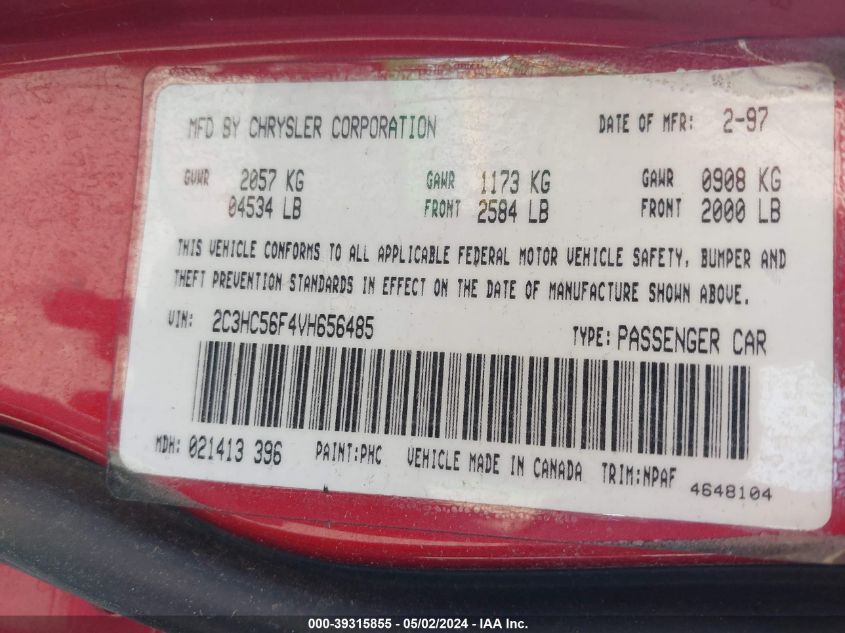 MFD BY CHRYSLER CORPORATION DATE OF MFR: 2-97
GVWR 2057 KG GAWR 1173 KG GAWR 0908 KG
04534 LB FRONT 2584 LB FRONT 2000 LB
THIS VEHICLE CONFORMS TO ALL APPLICABLE FEDERAL MOTOR VEHICLE SAFETY, BUMPER AND
THEFT PREVENTION STANDARDS IN EFFECT ON THE DATE OF MANUFACTURE SHOWN ABOVE.
VIN: 2C3HC56F4VH656485 TYPE: PASSENGER CAR
MDH: 021413 396 PAINT:PHC VEHICLE MADE IN CANADA TRIM:NPAF
4648104
000-39315855 - 05/02/2024 - IAA Inc.